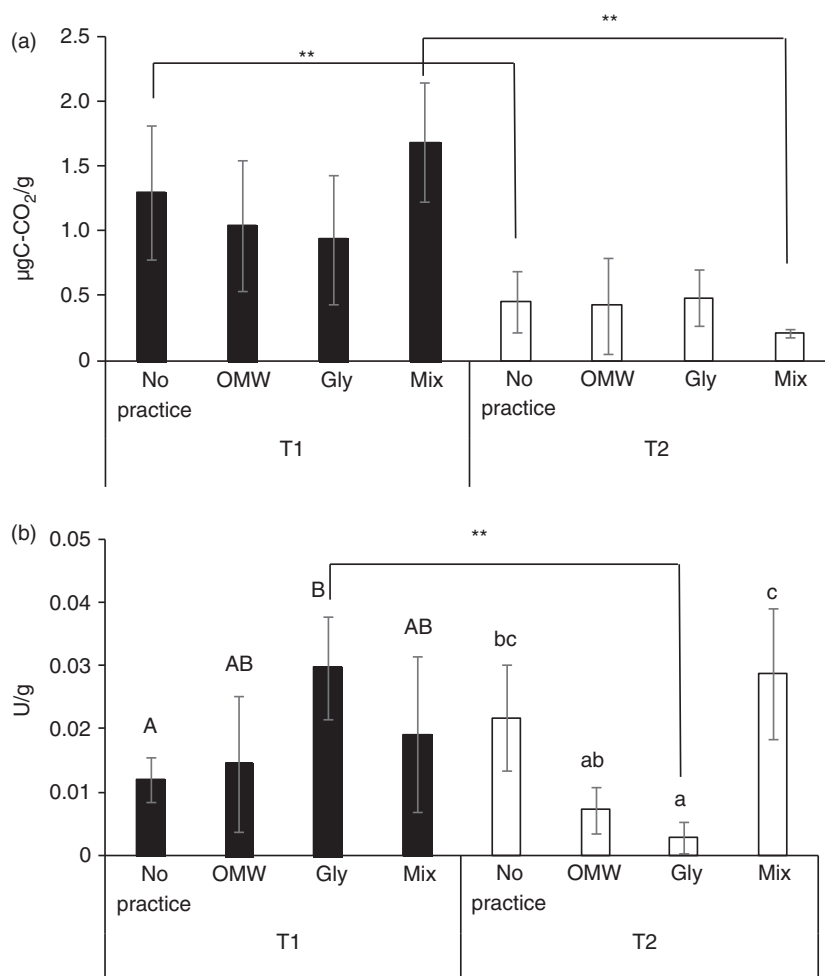 (a)
µgC-CO₂/g
2.5
2.0
1.5
1.0
0.5
0
**
**
No practice OMW Gly Mix No practice OMW Gly Mix
T1 T2
(b)
U/g
0.05
0.04
0.03
0.02
0.01
0
**
A AB B AB bc ab a c
No practice OMW Gly Mix No practice OMW Gly Mix
T1 T2